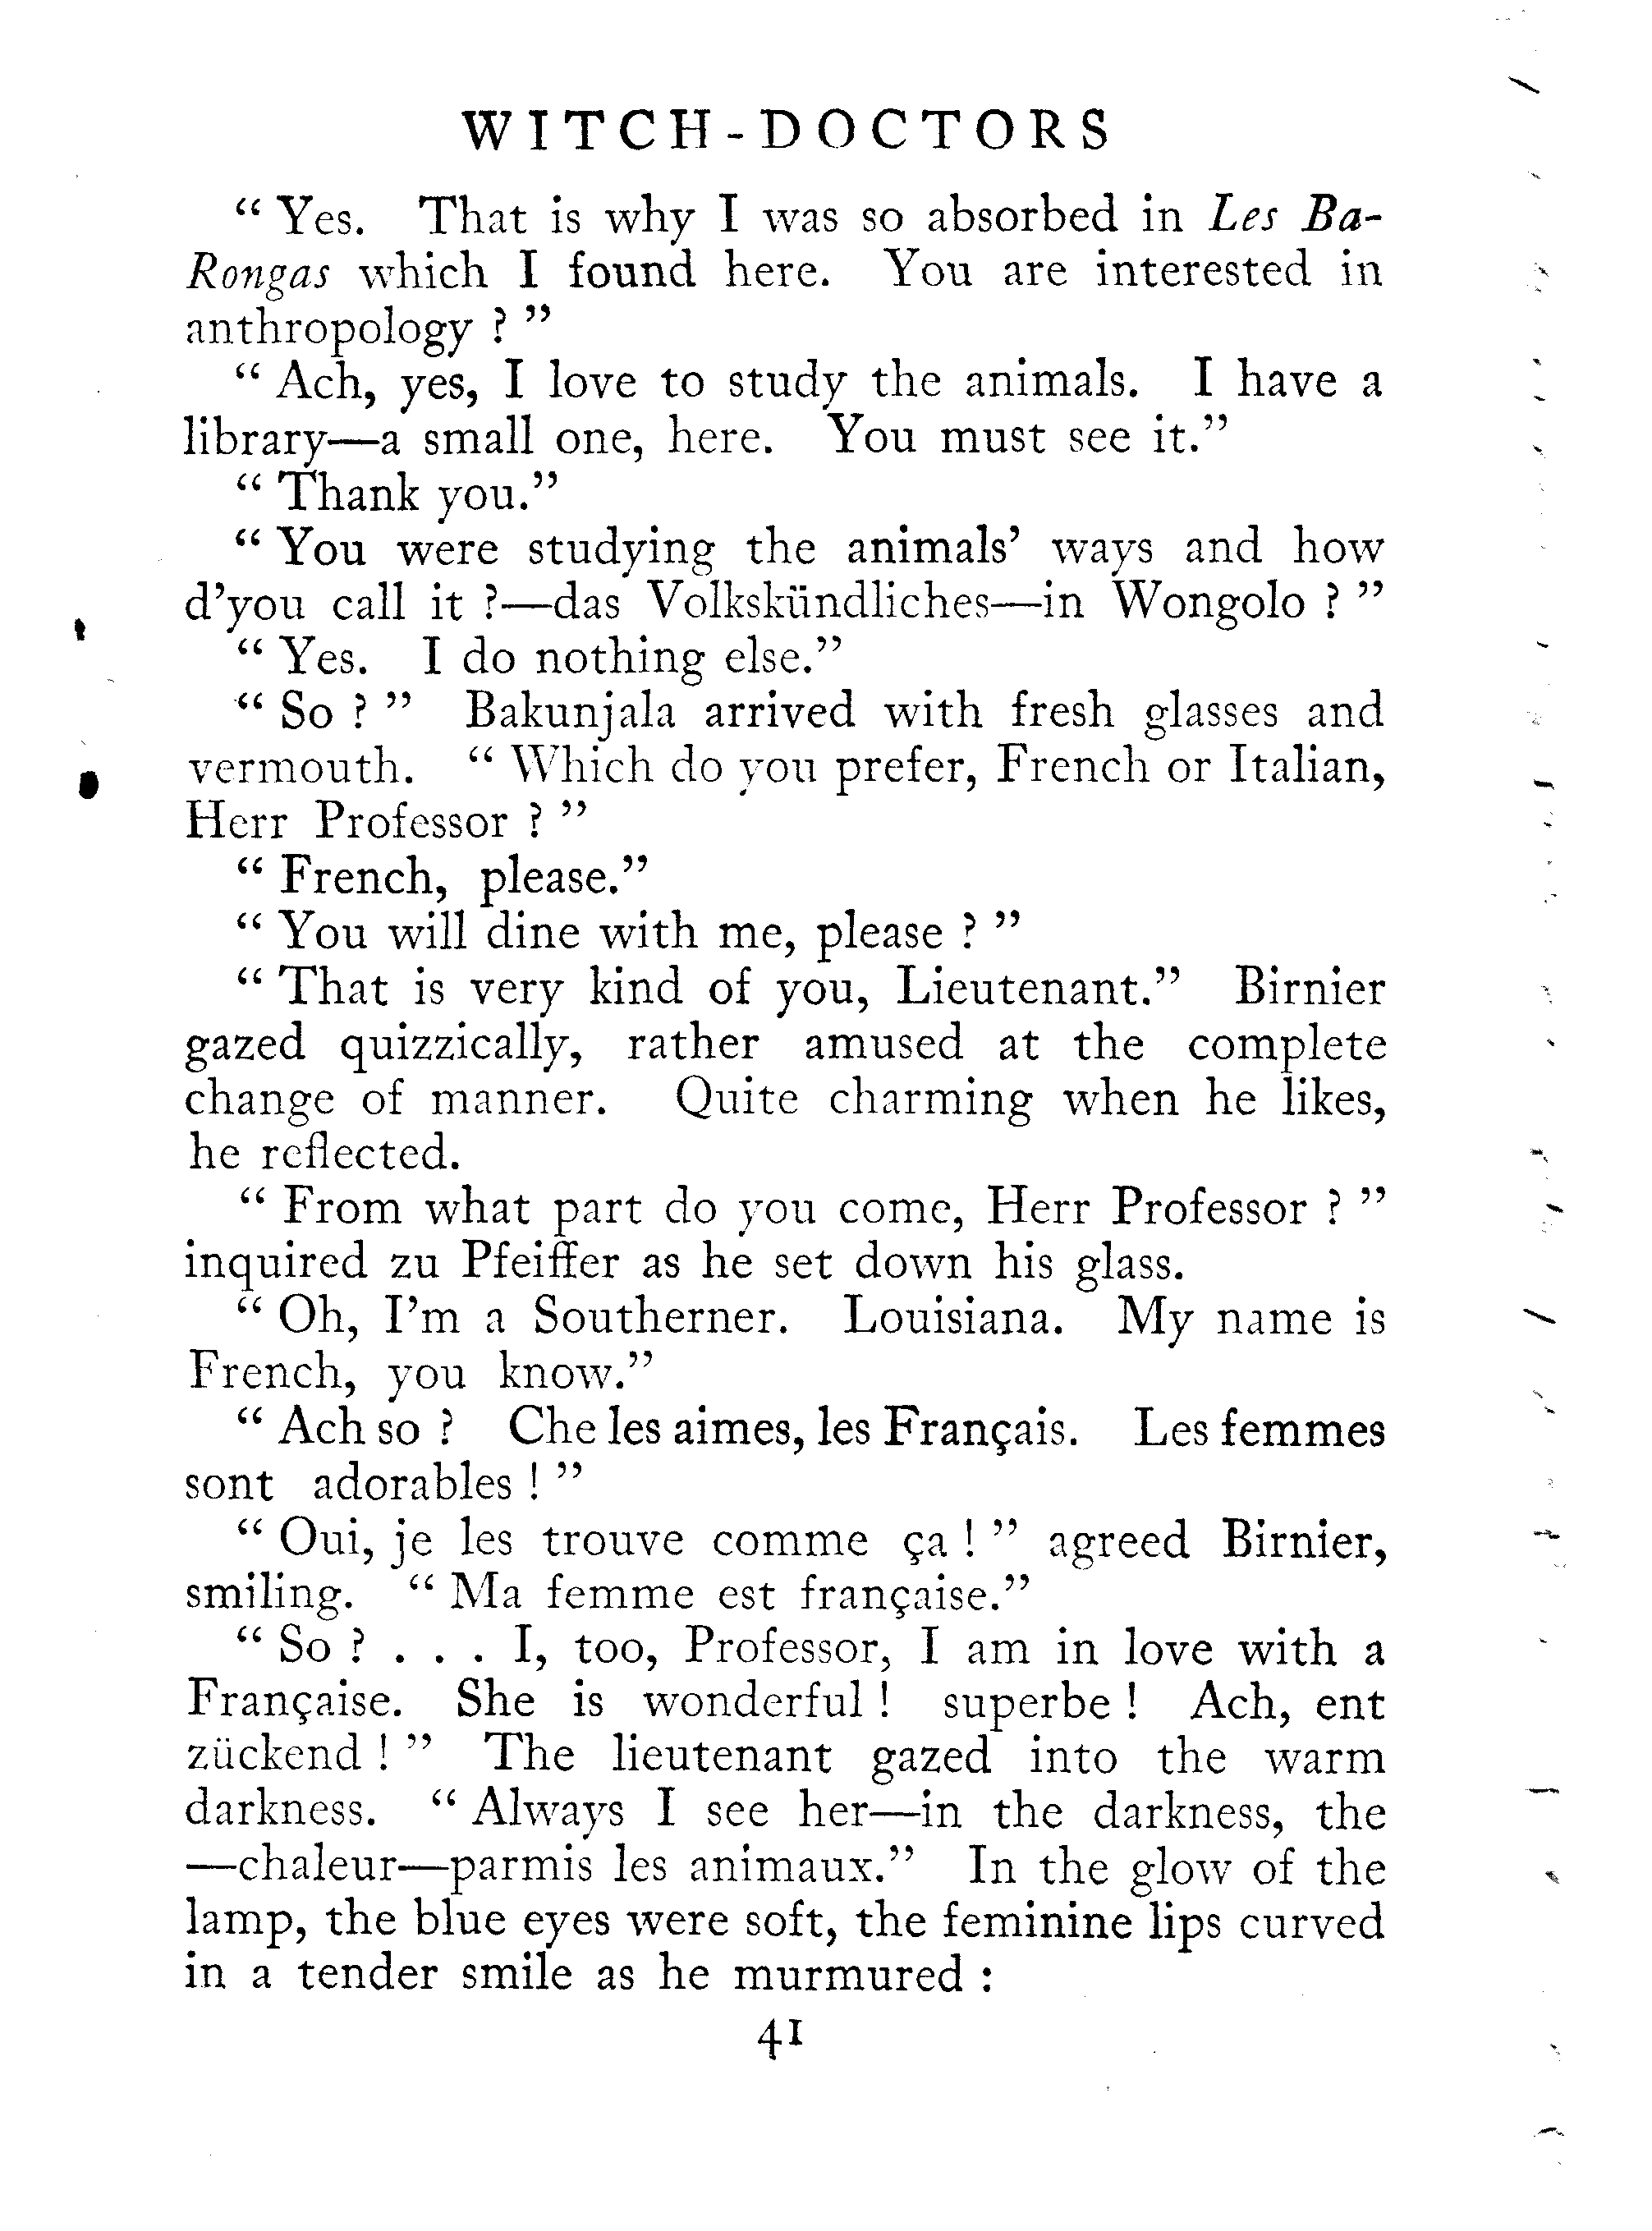 WITCH-DOCTORS
“ Yes. That is why I was so absorbed in Les Ba-
Rongas which I found here. You are interested in
anthropology ? ”
“ Ach, yes, I love to study the animals. I have a
library—a small one, here. You must see it.”
“ Thank you.”
“ You were studying the animals’ ways and how
d’you call it ?—das Volkskündliches—in Wongolo ? ”
“ Yes. I do nothing else.”
“ So ? ” Bakunjala arrived with fresh glasses and
vermouth. “ Which do you prefer, French or Italian,
Herr Professor ? ”
“ French, please.”
“ You will dine with me, please ? ”
“ That is very kind of you, Lieutenant.” Birnier
gazed quizzically, rather amused at the complete
change of manner. Quite charming when he likes,
he reflected.
“ From what part do you come, Herr Professor ? ”
inquired zu Pfeiffer as he set down his glass.
“ Oh, I’m a Southerner. Louisiana. My name is
French, you know.”
“ Ach so ? Che les aimes, les Français. Les femmes
sont adorables ! ”
“ Oui, je les trouve comme ça ! ” agreed Birnier,
smiling. “ Ma femme est française.”
“ So ? . . . I, too, Professor, I am in love with a
Française. She is wonderful ! superbe ! Ach, ent
zückend ! ” The lieutenant gazed into the warm
darkness. “ Always I see her—in the darkness, the
—chaleur—parmis les animaux.” In the glow of the
lamp, the blue eyes were soft, the feminine lips curved
in a tender smile as he murmured :
41